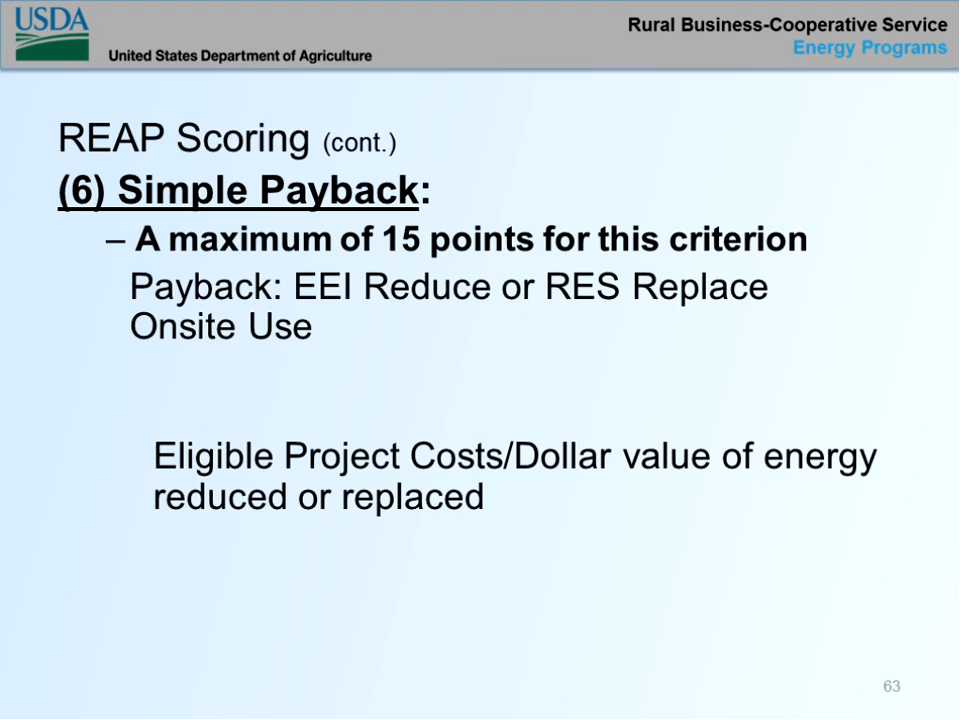 USDA
United States Department of Agriculture
Rural Business-Cooperative Service
Energy Programs
REAP Scoring (cont.)
(6) Simple Payback:
– A maximum of 15 points for this criterion
Payback: EEI Reduce or RES Replace
Onsite Use
Eligible Project Costs/Dollar value of energy
reduced or replaced
63